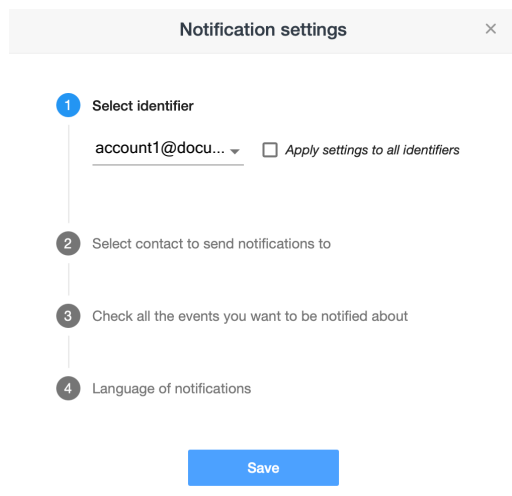 Notification settings
1 Select identifier
account1@docu... Apply settings to all identifiers
2 Select contact to send notifications to
3 Check all the events you want to be notified about
4 Language of notifications
Save